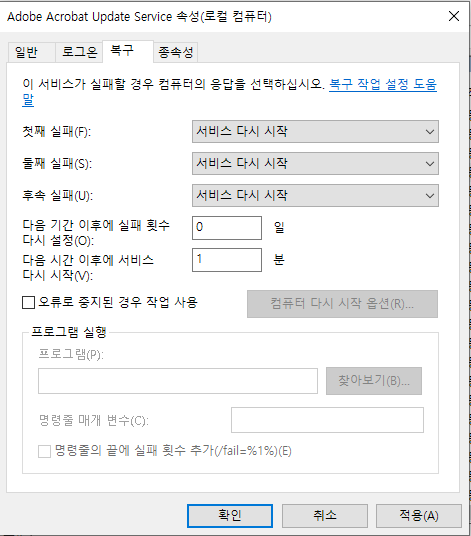 Adobe Acrobat Update Service 속성(로컬 컴퓨터)
일반 로그온 복구 종속성
이 서비스가 실패할 경우 컴퓨터의 응답을 선택하십시오. 복구 작업 설정 도움
말
첫째 실패(F): 서비스 다시 시작
둘째 실패(S): 서비스 다시 시작
후속 실패(U): 서비스 다시 시작
다음 기간 이후에 실패 횟수
다시 설정(O): 0 일
다음 시간 이후에 서비스
다시 시작(V): 1 분
오류로 중지된 경우 작업 사용 컴퓨터 다시 시작 옵션(R)...
프로그램 실행
프로그램(P):
찾아보기(B)...
명령줄 매개 변수(C):
명령줄의 끝에 실패 횟수 추가(/fail=%1%)(E)
확인 취소 적용(A)